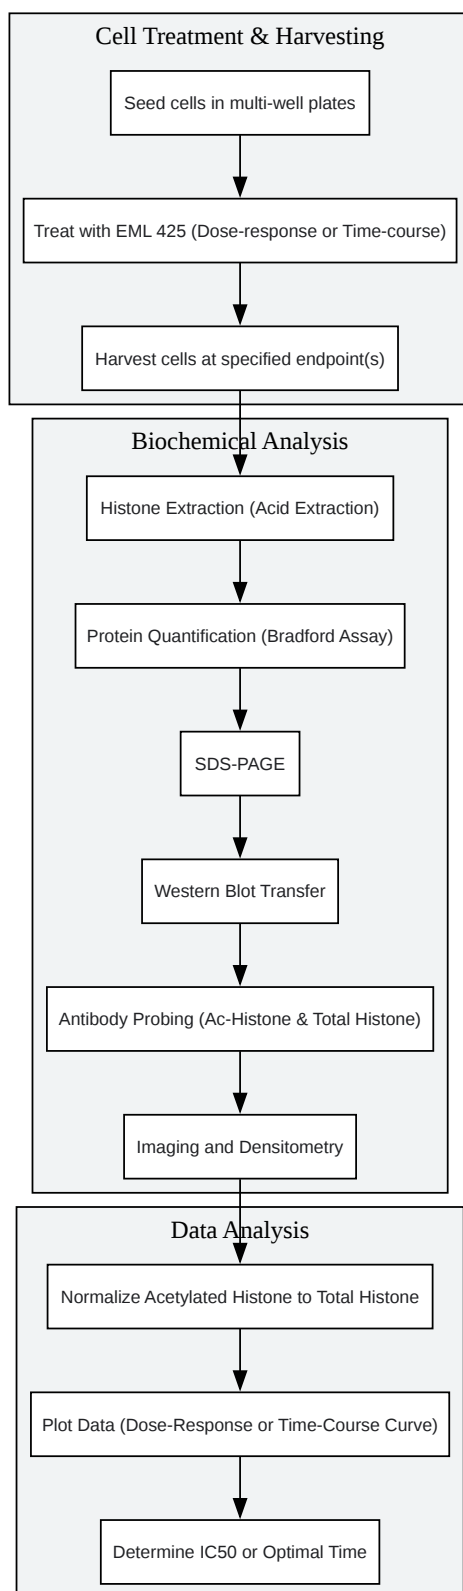 Cell Treatment & Harvesting
Seed cells in multi-well plates
Treat with EML 425 (Dose-response or Time-course)
Harvest cells at specified endpoint(s)
Biochemical Analysis
Histone Extraction (Acid Extraction)
Protein Quantification (Bradford Assay)
SDS-PAGE
Western Blot Transfer
Antibody Probing (Ac-Histone & Total Histone)
Imaging and Densitometry
Data Analysis
Normalize Acetylated Histone to Total Histone
Plot Data (Dose-Response or Time-Course Curve)
Determine IC50 or Optimal Time